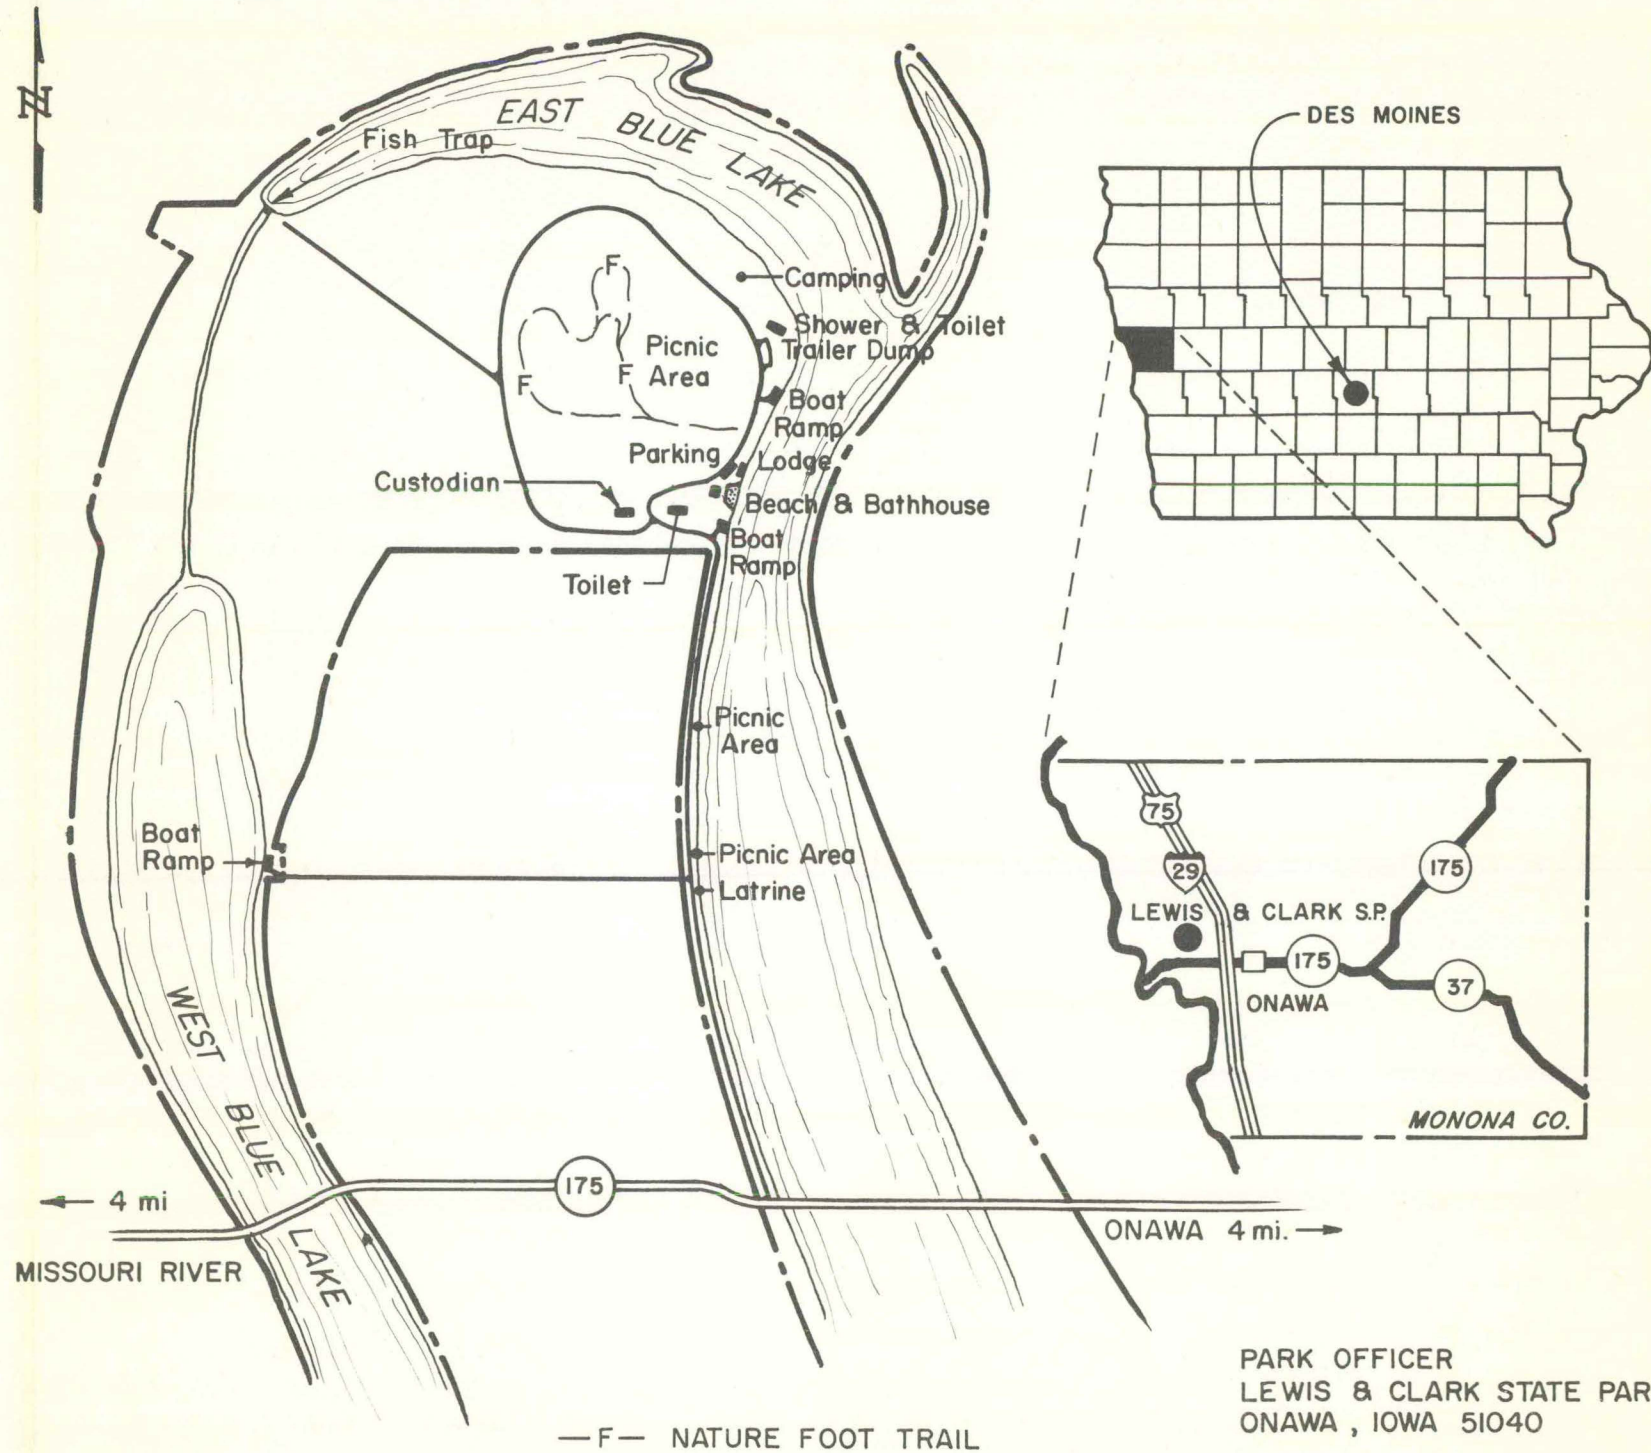 N
EAST BLUE LAKE
Fish Trap
F
F
F
Picnic
Area
Camping
Shower & Toilet
Trailer Dump
Boat
Ramp
Parking
Lodge
Custodian
Beach & Bathhouse
Boat
Ramp
Toilet
Picnic
Area
Boat
Ramp
Picnic Area
Latrine
WEST BLUE LAKE
4 mi
MISSOURI RIVER
175
ONAWA 4 mi.
—F— NATURE FOOT TRAIL
DES MOINES
75
29
175
LEWIS & CLARK S.P.
175
ONAWA
37
MONONA CO.
PARK OFFICER
LEWIS & CLARK STATE PAR
ONAWA, IOWA 51040